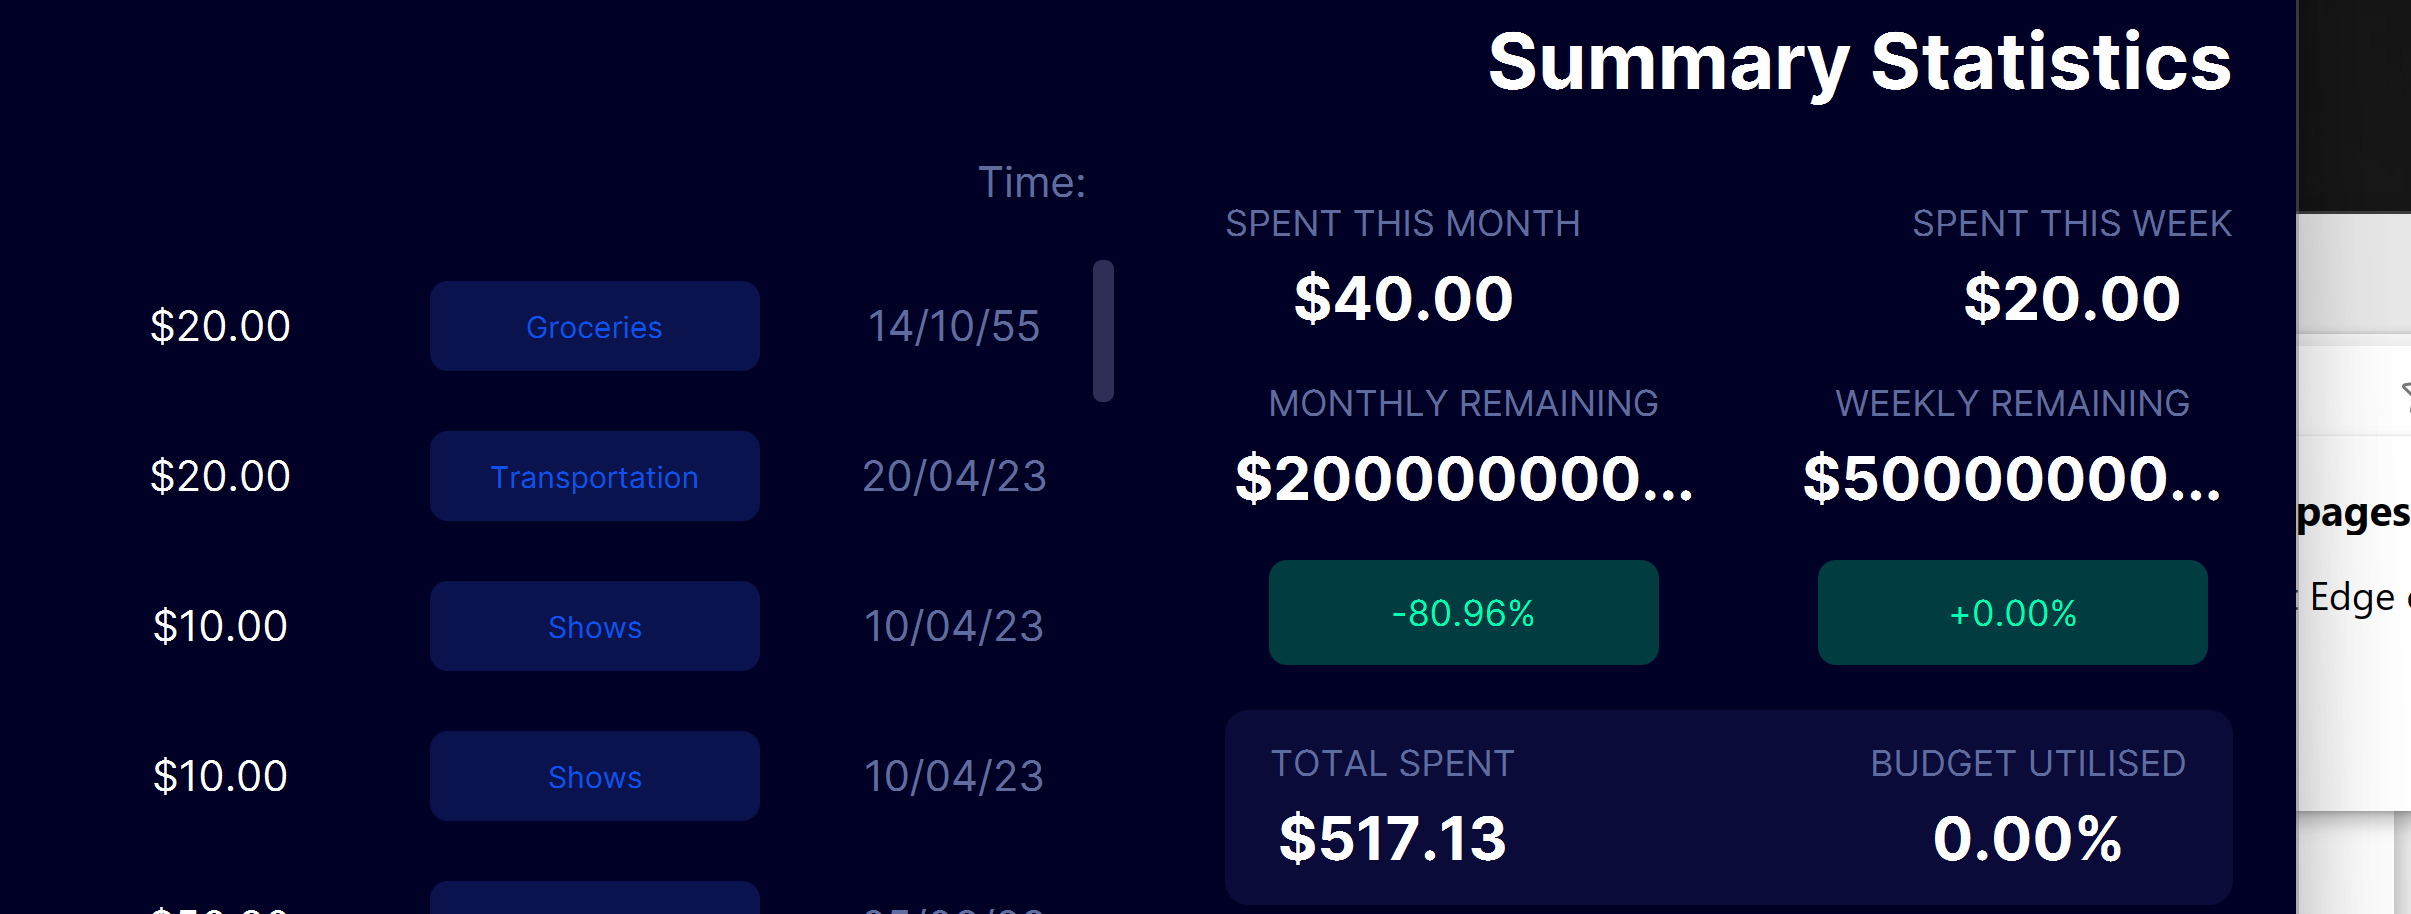 Summary Statistics
Time:
SPENT THIS MONTH
SPENT THIS WEEK
$40.00
$20.00
$20.00
Groceries
14/10/55
MONTHLY REMAINING
WEEKLY REMAINING
$200000000...
$50000000...
$20.00
Transportation
20/04/23
pages
Edge
-80.96%
+0.00%
$10.00
Shows
10/04/23
$10.00
Shows
10/04/23
TOTAL SPENT
BUDGET UTILISED
$517.13
0.00%